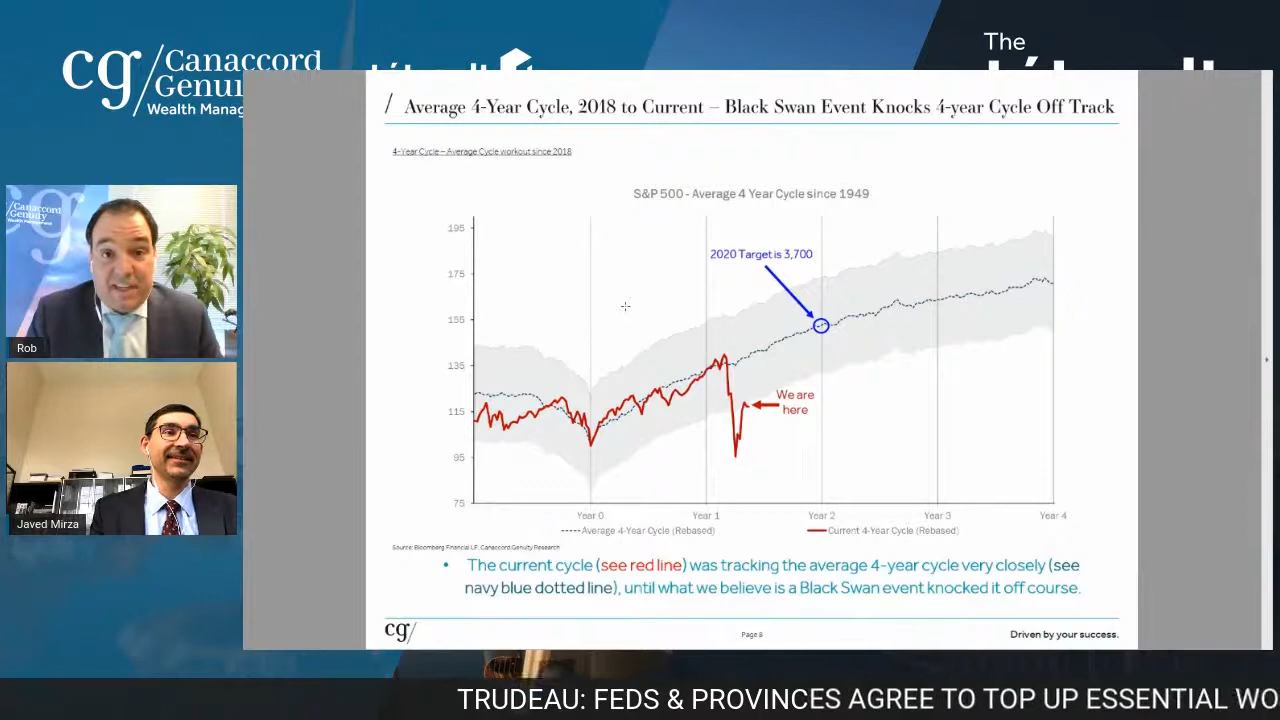 cg/Canaccord
Genu
Wealth Manag
The
/ Average 4-Year Cycle, 2018 to Current – Black Swan Event Knocks 4-year Cycle Off Track
4-Year Cycle – Average Cycle workout since 2018
S&P 500 - Average 4 Year Cycle since 1949
195
175
155
135
115
95
75
2020 Target is 3,700
We are
here
Year 0
Year 1
Year 2
Year 3
Year 4
Average 4-Year Cycle (Rebased)
Current 4-Year Cycle (Rebased)
Source: Bloomberg Financial LP, Canaccord Genuity Research
• The current cycle (see red line) was tracking the average 4-year cycle very closely (see
navy blue dotted line), until what we believe is a Black Swan event knocked it off course.
cg/
Page 8
Driven by your success.
Canaccord
Genuity
Rob
Javed Mirza
TRUDEAU: FEDS & PROVINCES AGREE TO TOP UP ESSENTIAL WO